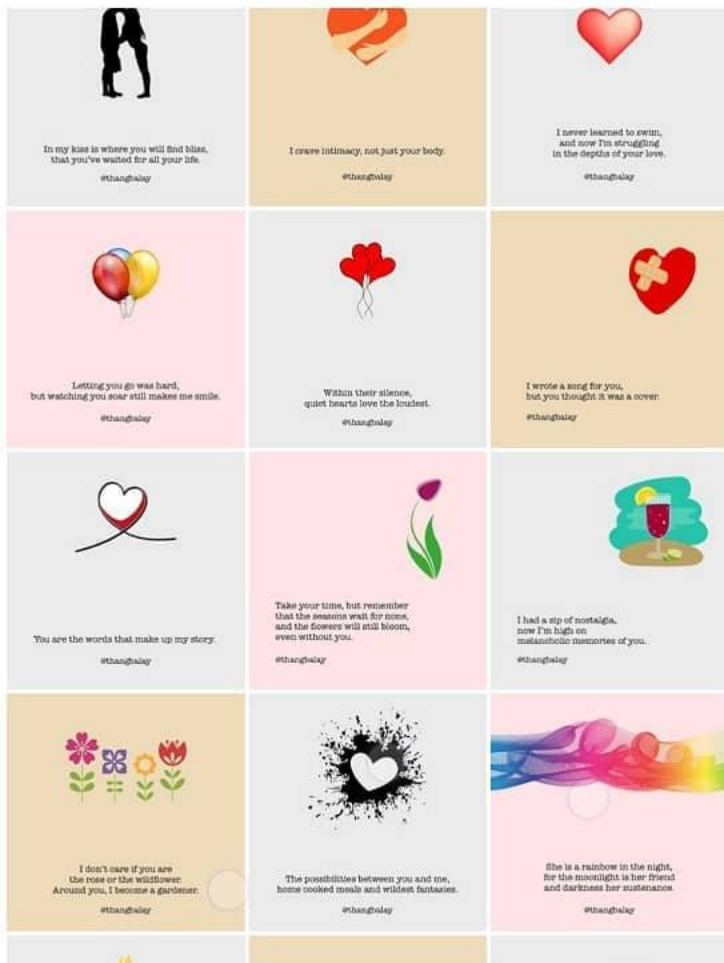 In my kiss is where you will find bliss,
that you've waited for all your life.
@thangbalay
I crave intimacy, not just your body.
@thangbalay
I never learned to swim,
and now I'm struggling
in the depths of your love.
@thangbalay
Letting you go was hard,
but watching you soar still makes me smile.
@thangbalay
Within their silence,
quiet hearts love the loudest.
@thangbalay
I wrote a song for you,
but you thought it was a cover.
@thangbalay
You are the words that make up my story.
@thangbalay
Take your time, but remember
that the seasons wait for none,
and the flowers will still bloom,
even without you.
@thangbalay
I had a sip of nostalgia,
now I'm high on
melancholic memories of you.
@thangbalay
I don't care if you are
the rose or the wildflower.
Around you, I become a gardener.
@thangbalay
The possibilities between you and me,
home cooked meals and wildest fantasies.
@thangbalay
She is a rainbow in the night,
for the moonlight is her friend
and darkness her sustenance.
@thangbalay